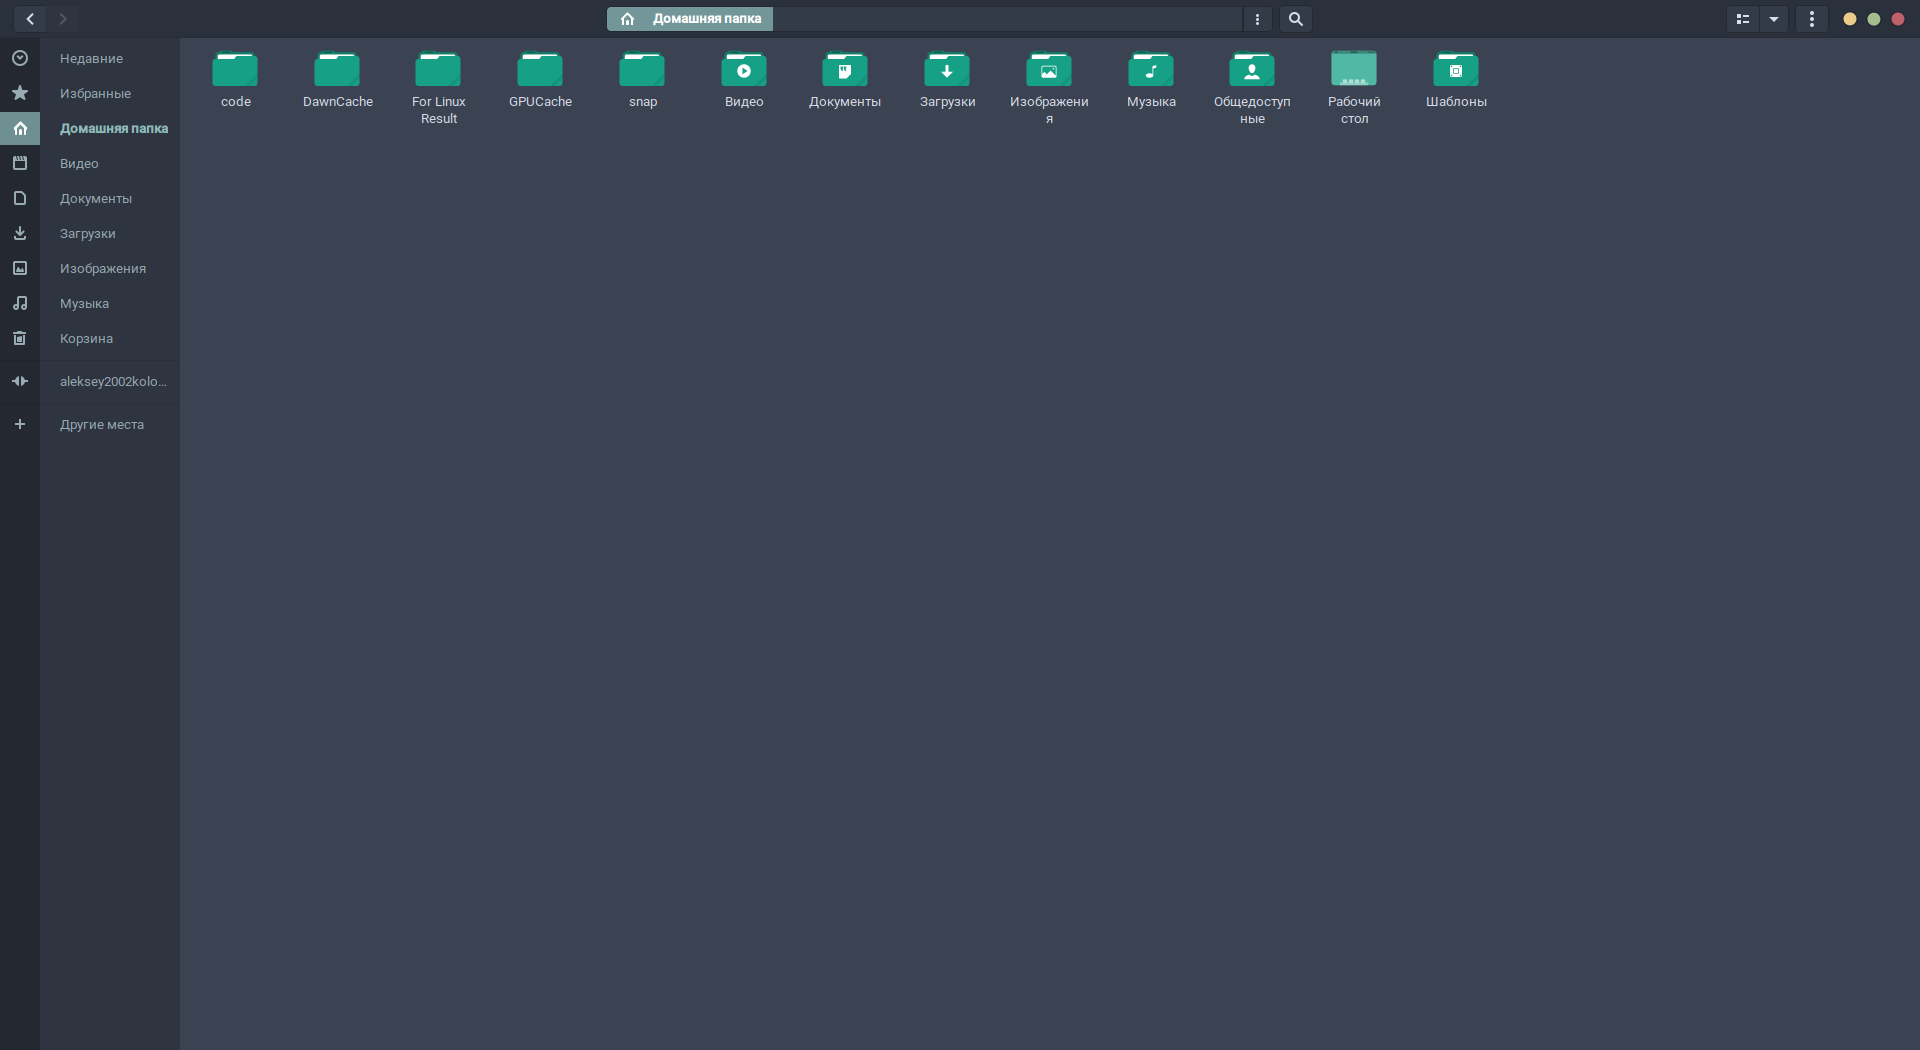 Домашняя папка
Недавние
Избранные
Домашняя папка
Видео
Документы
Загрузки
Изображения
Музыка
Корзина
aleksey2002kolo...
Другие места
code
DawnCache
For Linux
Result
GPUCache
snap
Видео
Документы
Загрузки
Изображени
я
Музыка
Общедоступ
ные
Рабочий
стол
Шаблоны